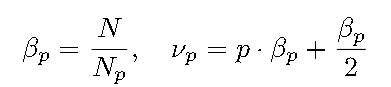 β_p = N/N_p, ν_p = p · β_p + β_p/2